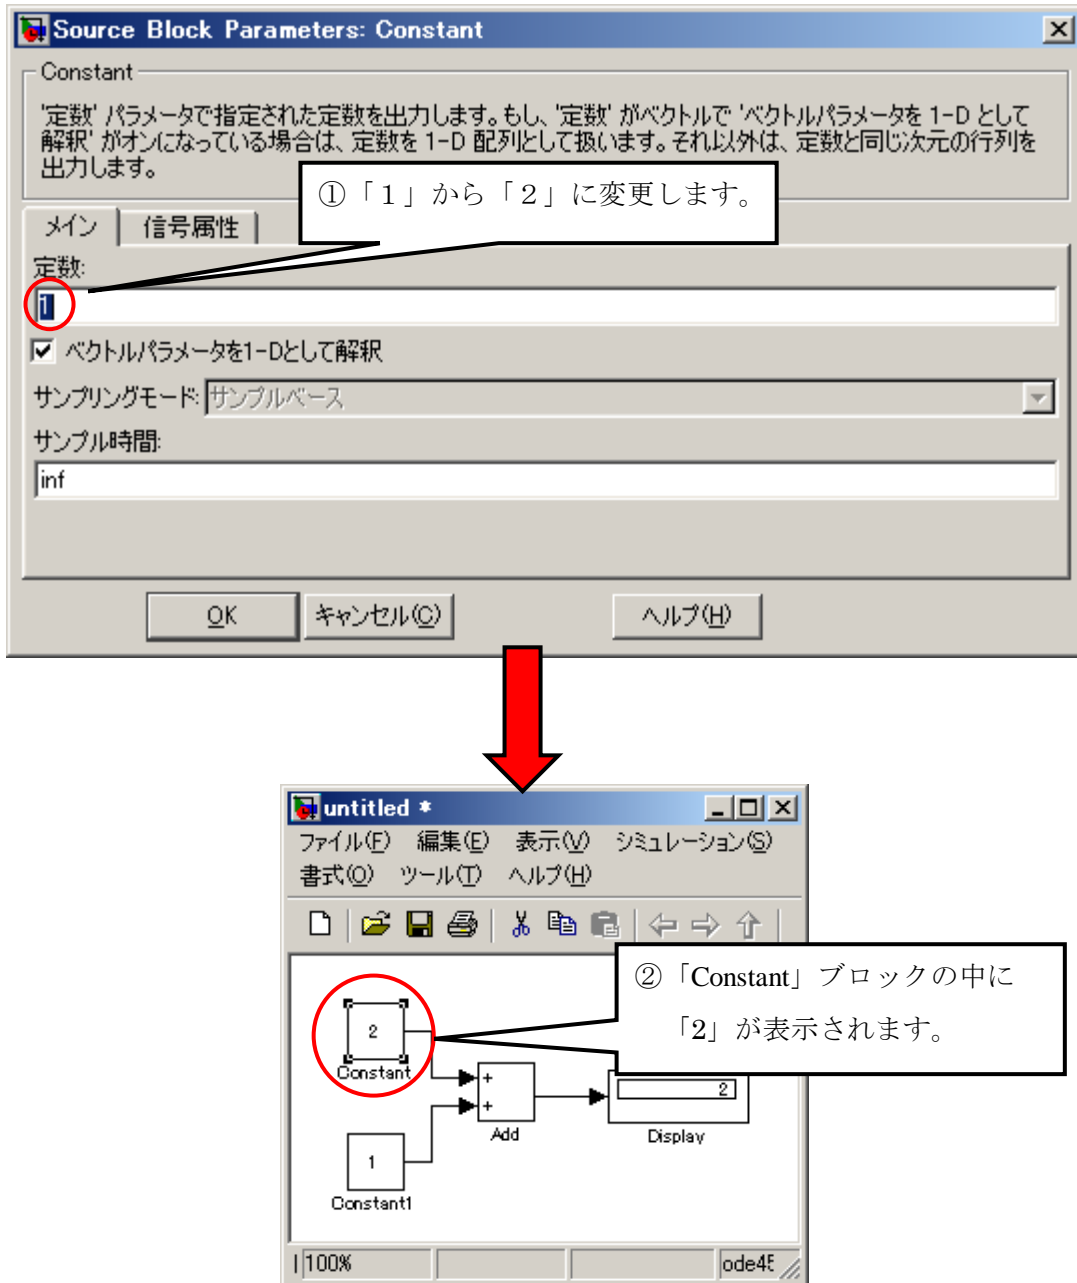 Source Block Parameters: Constant
Constant
'定数' パラメータで指定された定数を出力します。もし、'定数' がベクトルで 'ベクトルパラメータを 1-D として
解釈' がオンになっている場合は、定数を 1-D 配列として扱います。それ以外は、定数と同じ次元の行列を
出力します。
①「１」から「２」に変更します。
メイン 信号属性
定数:
1
ベクトルパラメータを1-Dとして解釈
サンプリングモード: サンプルベース
サンプル時間:
inf
OK キャンセル(C) ヘルプ(H)
untitled *
ファイル(F) 編集(E) 表示(V) シミュレーション(S)
書式(O) ツール(T) ヘルプ(H)
②「Constant」ブロックの中に
「2」が表示されます。
2
Constant
+
+
Add
2
Display
1
Constant1
100% ode45